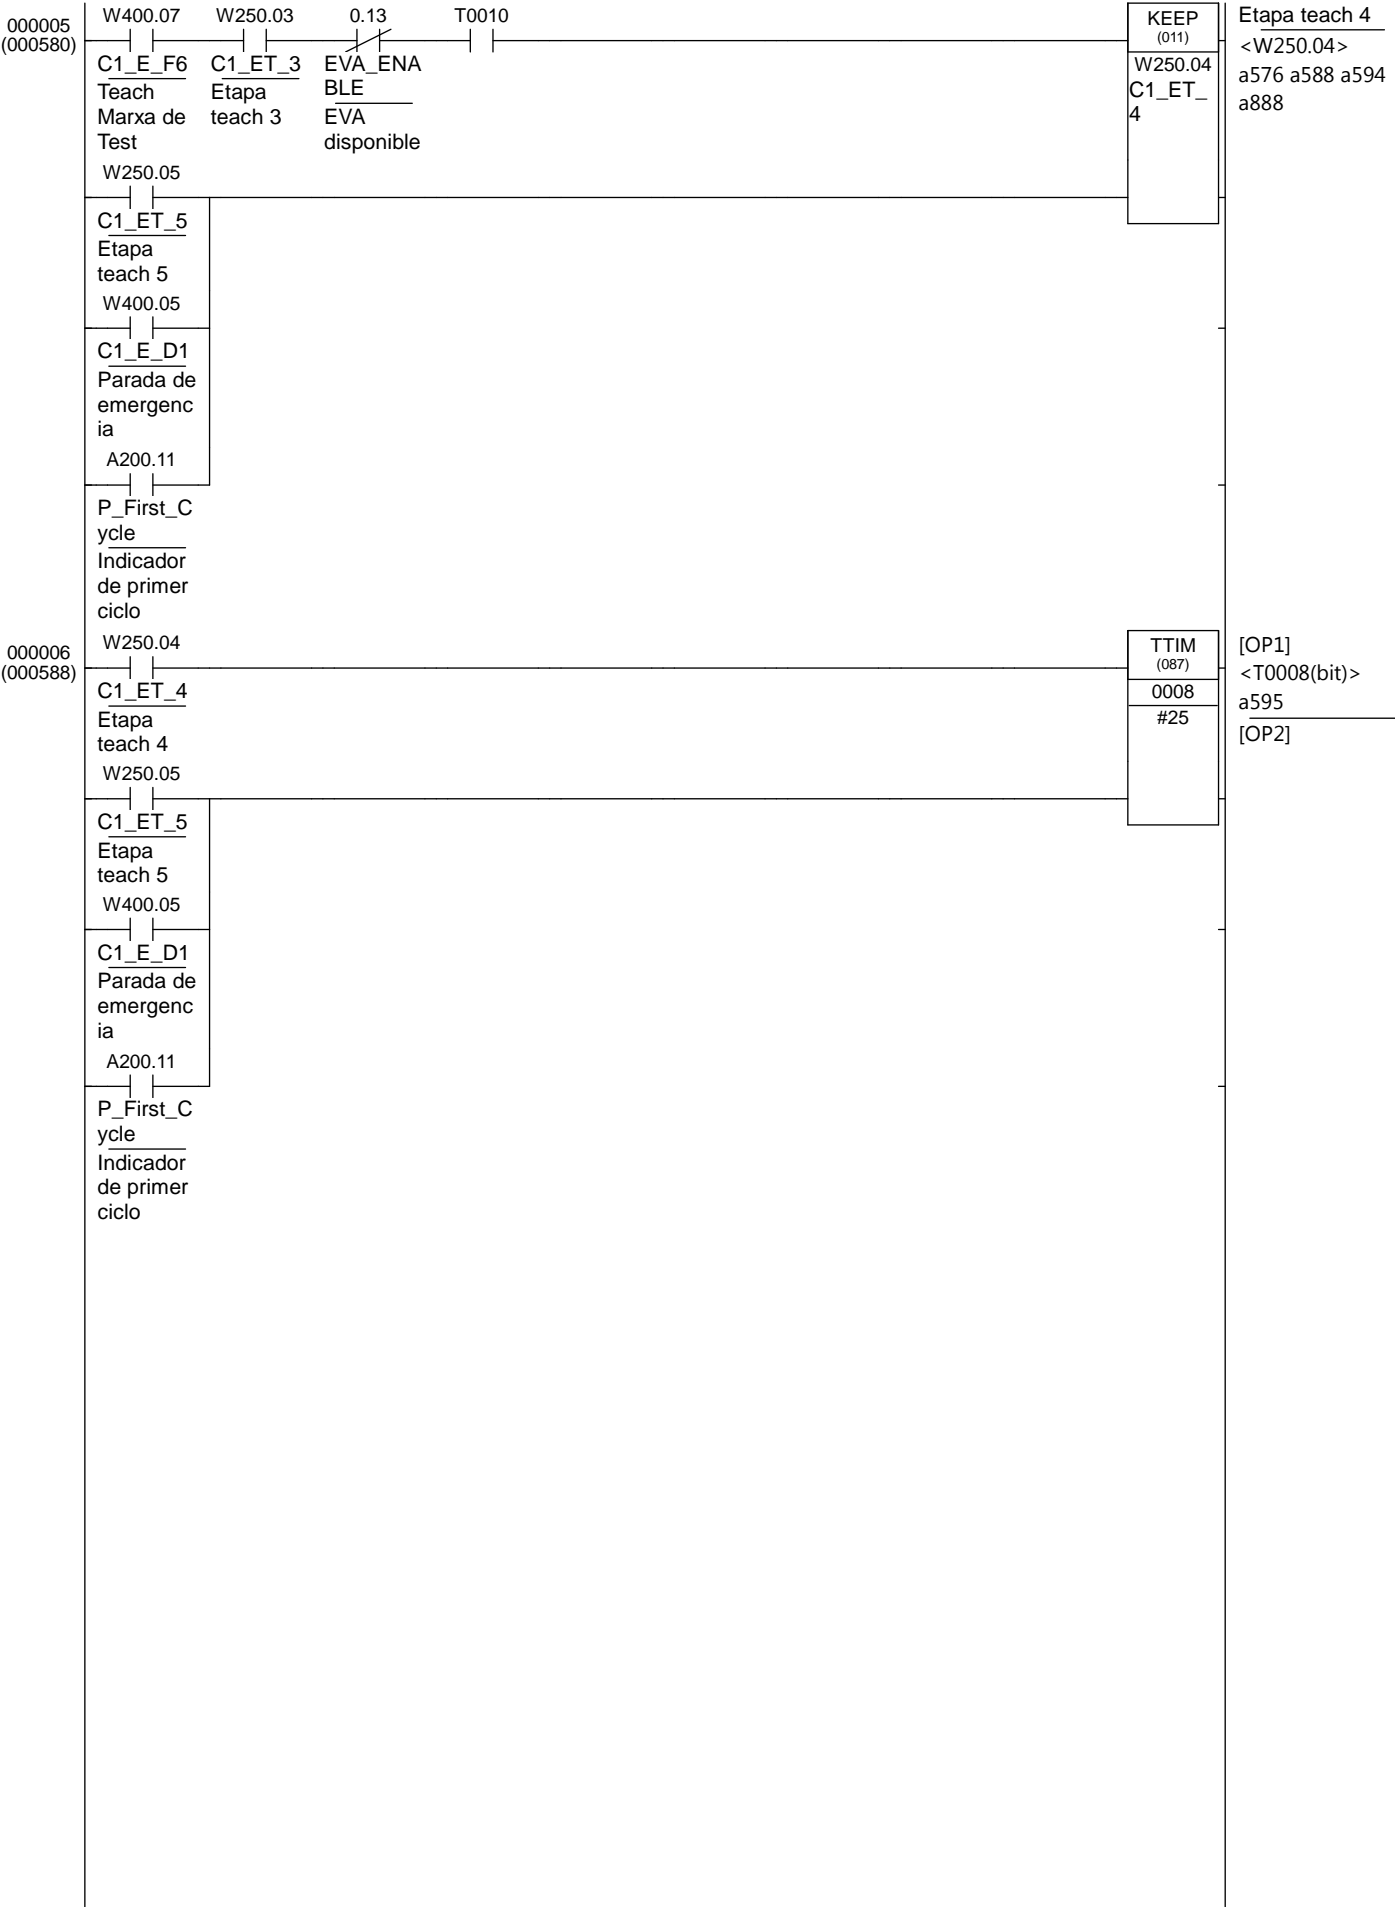 000005
(000580)
W400.07 W250.03 0.13 T0010
C1_E_F6 C1_ET_3 EVA_ENA
BLE
Teach Etapa
Marxa de teach 3 EVA
Test disponible
KEEP
(011)
W250.04
C1_ET_
4
Etapa teach 4
<W250.04>
a576 a588 a594
a888
W250.05
C1_ET_5
Etapa
teach 5
W400.05
C1_E_D1
Parada de
emergenc
ia
A200.11
P_First_C
ycle
Indicador
de primer
ciclo
000006
(000588)
W250.04
C1_ET_4
Etapa
teach 4
TTIM
(087)
0008
#25
[OP1]
<T0008(bit)>
a595
[OP2]
W250.05
C1_ET_5
Etapa
teach 5
W400.05
C1_E_D1
Parada de
emergenc
ia
A200.11
P_First_C
ycle
Indicador
de primer
ciclo